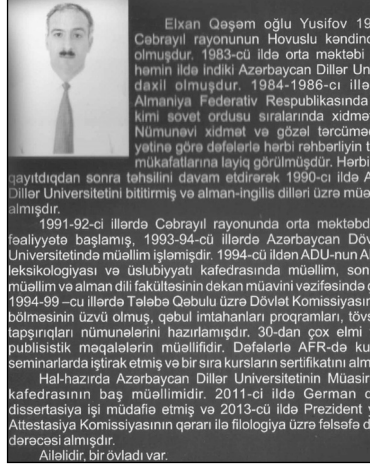 Elxan Qəşəm oğlu Yusifov 19
Cəbrayıl rayonunun Hovuslu kəndinc
olmuşdur. 1983-cü ildə orta məktəbi
həmin ildə indiki Azərbaycan Dillər Un
daxil olmuşdur. 1984-1986-cı illə
Almaniya Federativ Respublikasında
kimi sovet ordusu sıralarında xidmə
Nümunəvi xidmət və gözəl tərcümə
yətinə görə dəfələrlə hərbi rəhbərliyin t
mükafatlarına layiq görülmüşdür. Hərbi
qayıtdıqdan sonra təhsilini davam etdirərək 1990-cı ildə A
Dillər Universitetini bitirmiş və alman-ingilis dilləri üzrə müə
almışdır.
1991-92-ci illərdə Cəbrayıl rayonunda orta məktəbd
fəaliyyətə başlamış, 1993-94-cü illərdə Azərbaycan Döv
Universitetində müəllim işləmişdir. 1994-cü ildən ADU-nun A
leksikologiyası və üslubiyyatı kafedrasında müəllim, son
müəllim və alman dili fakültəsinin dekan müavini vəzifəsində
1994-99 –cu illərdə Tələbə Qəbulu üzrə Dövlət Komissiyasır
bölməsinin üzvü olmuş, qəbul imtahanları proqramları, tövs
tapşırıqları nümunələrini hazırlamışdır. 30-dan çox elmi
publisistik məqalələrin müəllifidir. Dəfələrlə AFR-də ku
seminarlarda iştirak etmiş və bir sıra kursların sertifikatını alm
Hal-hazırda Azərbaycan Dillər Universitetinin Müasir
kafedrasının baş müəllimidir. 2011-ci ildə German d
dissertasiya işi müdafiə etmiş və 2013-cü ildə Prezident y
Attestasiya Komissiyasının qərarı ilə filologiya üzrə fəlsəfə d
dərəcəsi almışdır.
Ailəlidir, bir övladı var.